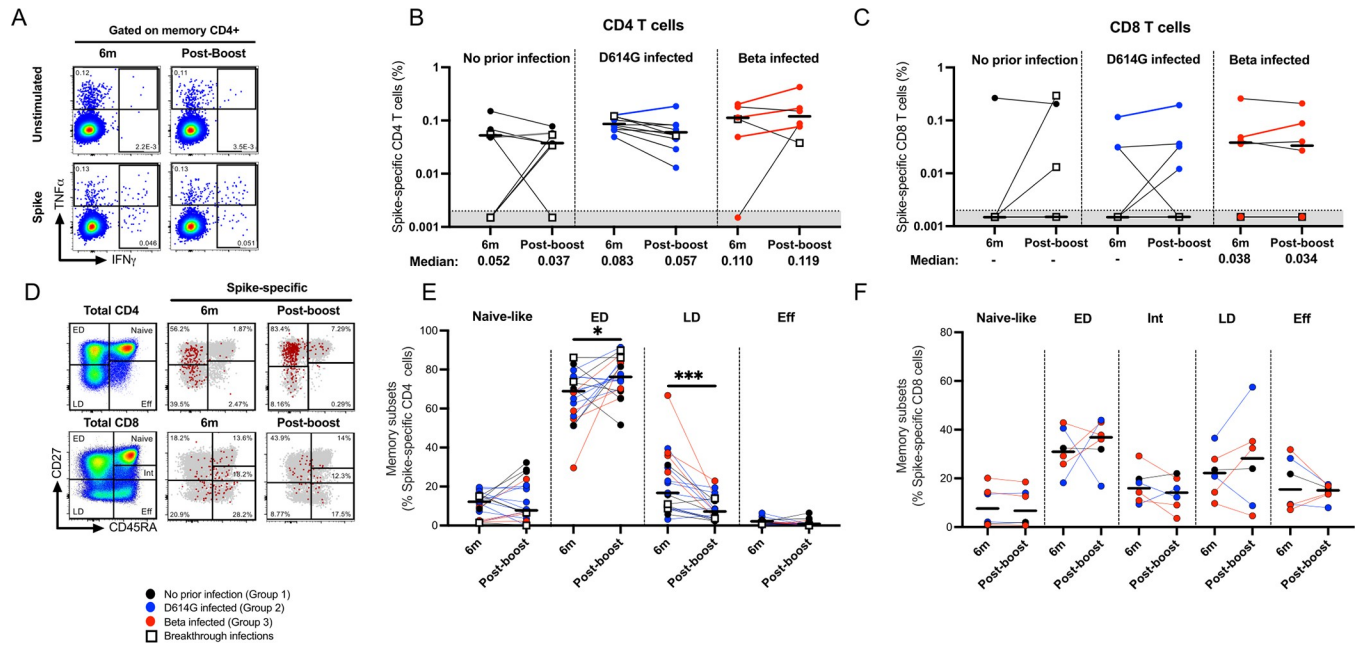 A
Gated on memory CD4+
6m Post-Boost
Unstimulated
0.12
2.2E-3
0.11
3.5E-3
Spike
0.13
0.046
0.13
0.051
TNFα
IFNγ
B
CD4 T cells
No prior infection D614G infected Beta infected
Spike-specific CD4 T cells (%)
1
0.1
0.01
0.001
6m Post-boost 6m Post-boost 6m Post-boost
Median: 0.052 0.037 0.083 0.057 0.110 0.119
C
CD8 T cells
No prior infection D614G infected Beta infected
Spike-specific CD8 T cells (%)
1
0.1
0.01
0.001
6m Post-boost 6m Post-boost 6m Post-boost
Median: - - - - 0.038 0.034
D
Spike-specific
Total CD4 6m Post-boost
ED Naive
LD Eff
56.2% 1.87%
39.5% 2.47%
83.4% 7.29%
8.16% 0.29%
Total CD8 6m Post-boost
ED Naive
Int
LD Eff
18.2% 13.6%
18.2%
20.9% 28.2%
43.9% 14%
12.3%
8.77% 17.5%
CD27
CD45RA
No prior infection (Group 1)
D614G infected (Group 2)
Beta infected (Group 3)
Breakthrough infections
E
Naive-like ED LD Eff
* ***
Memory subsets
(% Spike-specific CD4 cells)
100
80
60
40
20
0
6m Post-boost 6m Post-boost 6m Post-boost 6m Post-boost
F
Naive-like ED Int LD Eff
Memory subsets
(% Spike-specific CD8 cells)
80
60
40
20
0
6m Post-boost 6m Post-boost 6m Post-boost 6m Post-boost 6m Post-boost